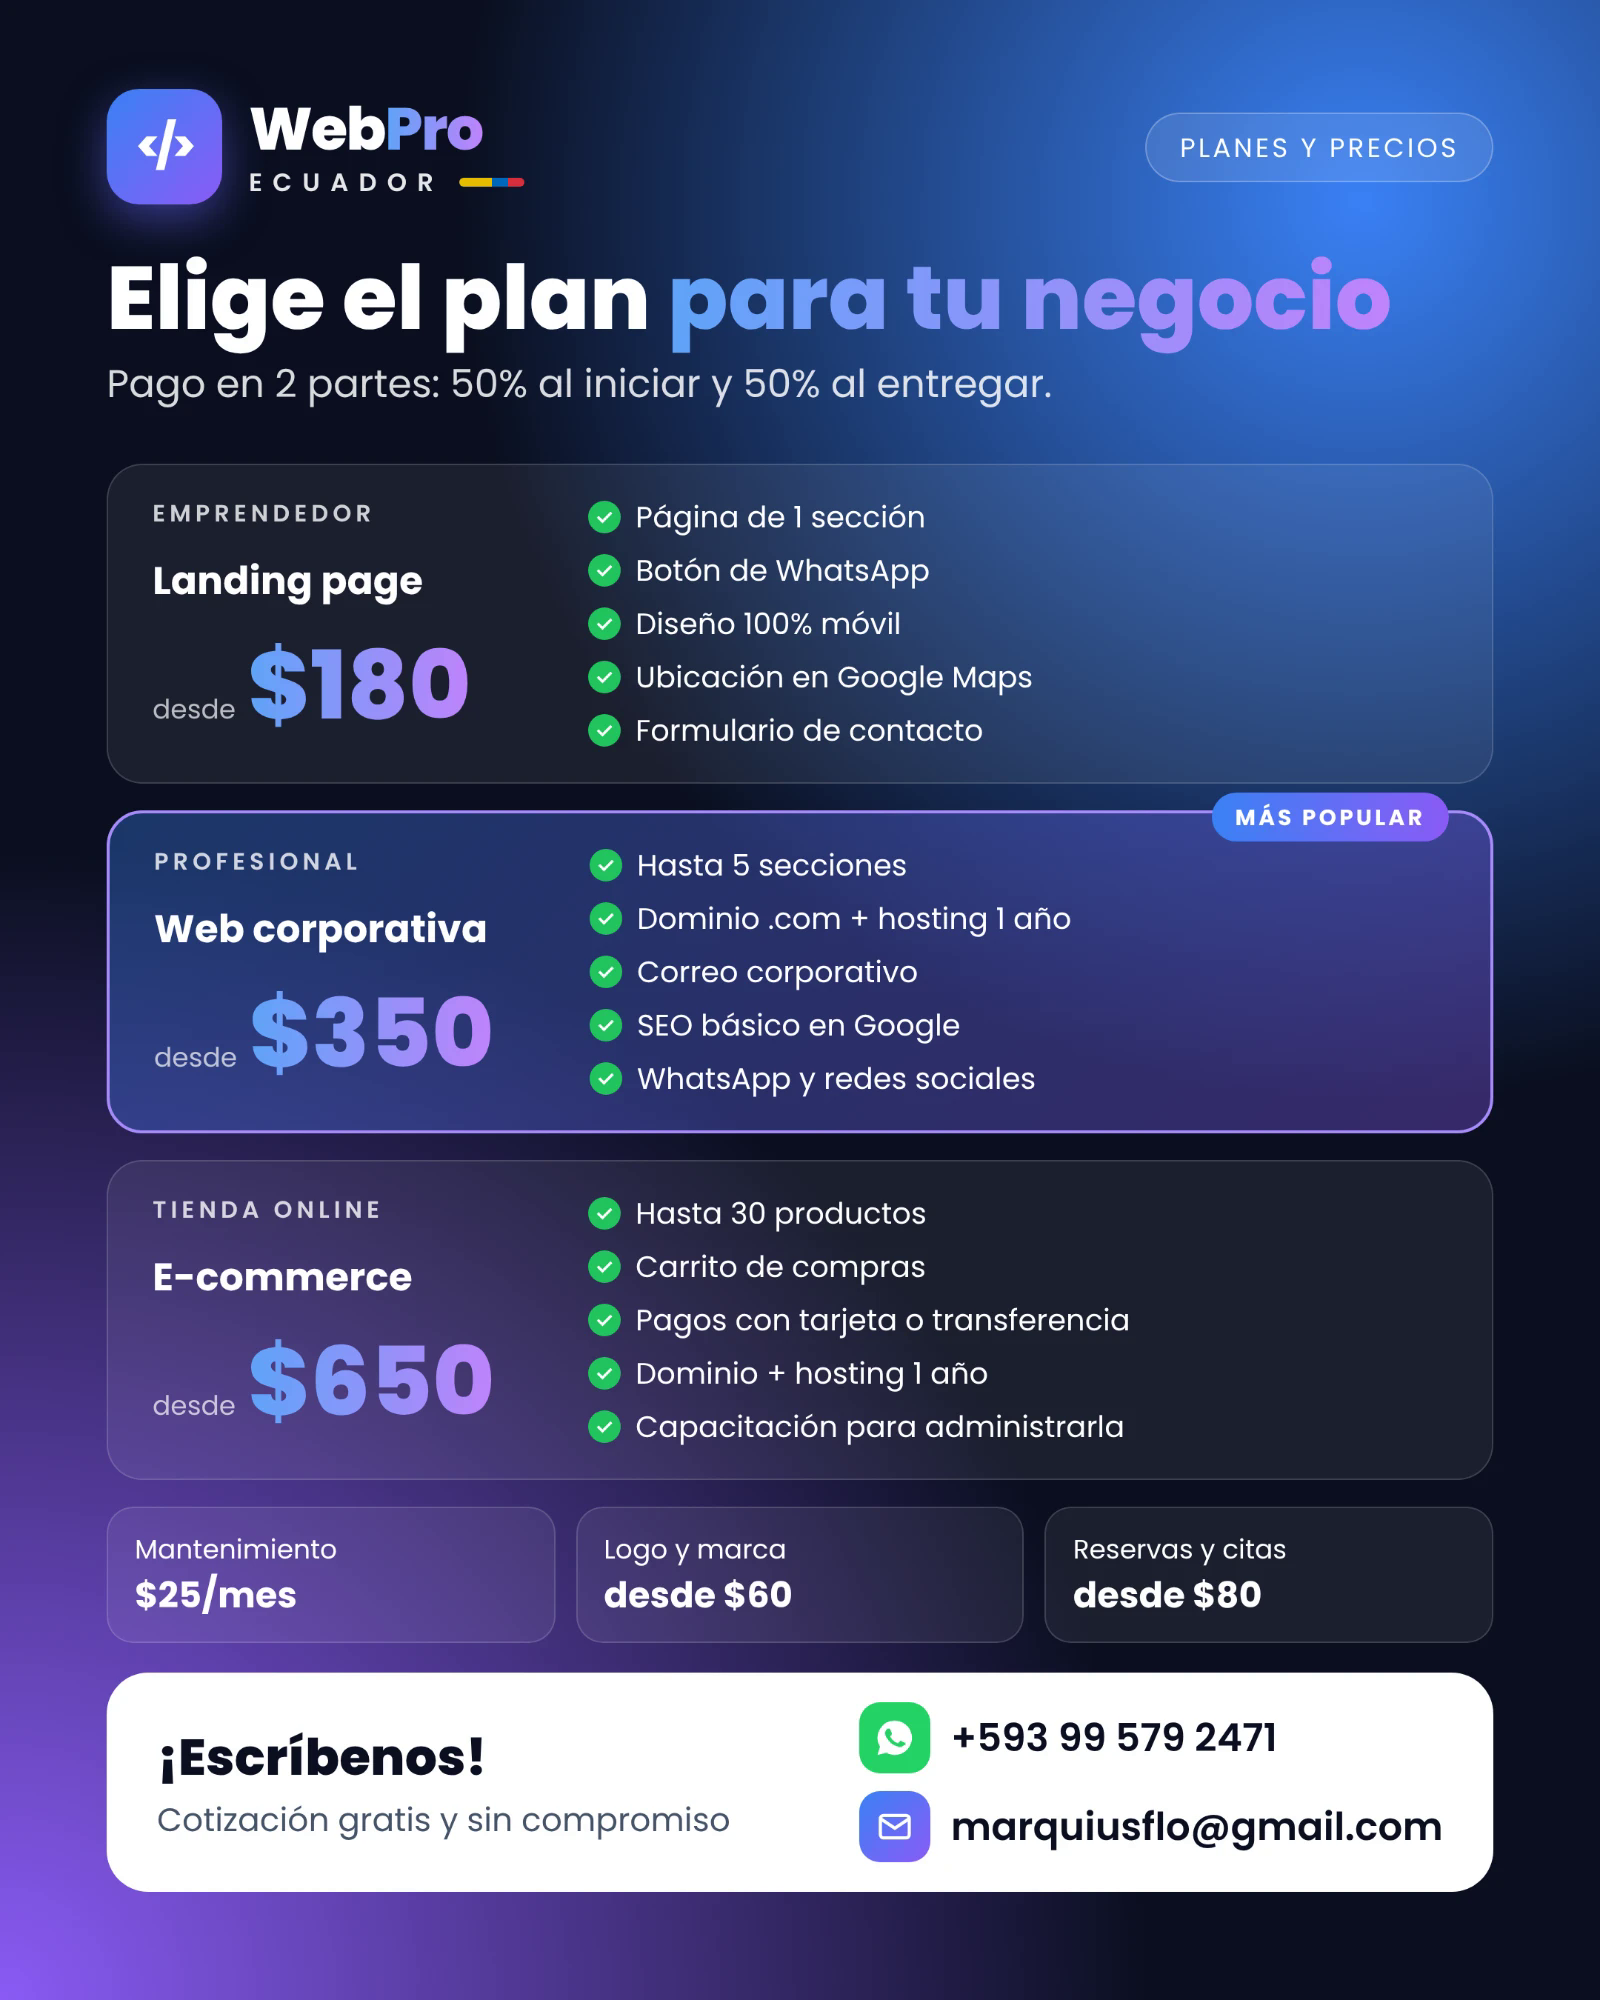 </>
WebPro
ECUADOR
PLANES Y PRECIOS
Elige el plan para tu negocio
Pago en 2 partes: 50% al iniciar y 50% al entregar.
EMPRENDEDOR
Landing page
desde $180
Página de 1 sección
Botón de WhatsApp
Diseño 100% móvil
Ubicación en Google Maps
Formulario de contacto
MÁS POPULAR
PROFESIONAL
Web corporativa
desde $350
Hasta 5 secciones
Dominio .com + hosting 1 año
Correo corporativo
SEO básico en Google
WhatsApp y redes sociales
TIENDA ONLINE
E-commerce
desde $650
Hasta 30 productos
Carrito de compras
Pagos con tarjeta o transferencia
Dominio + hosting 1 año
Capacitación para administrarla
Mantenimiento
$25/mes
Logo y marca
desde $60
Reservas y citas
desde $80
¡Escríbenos!
Cotización gratis y sin compromiso
+593 99 579 2471
marquiusflo@gmail.com